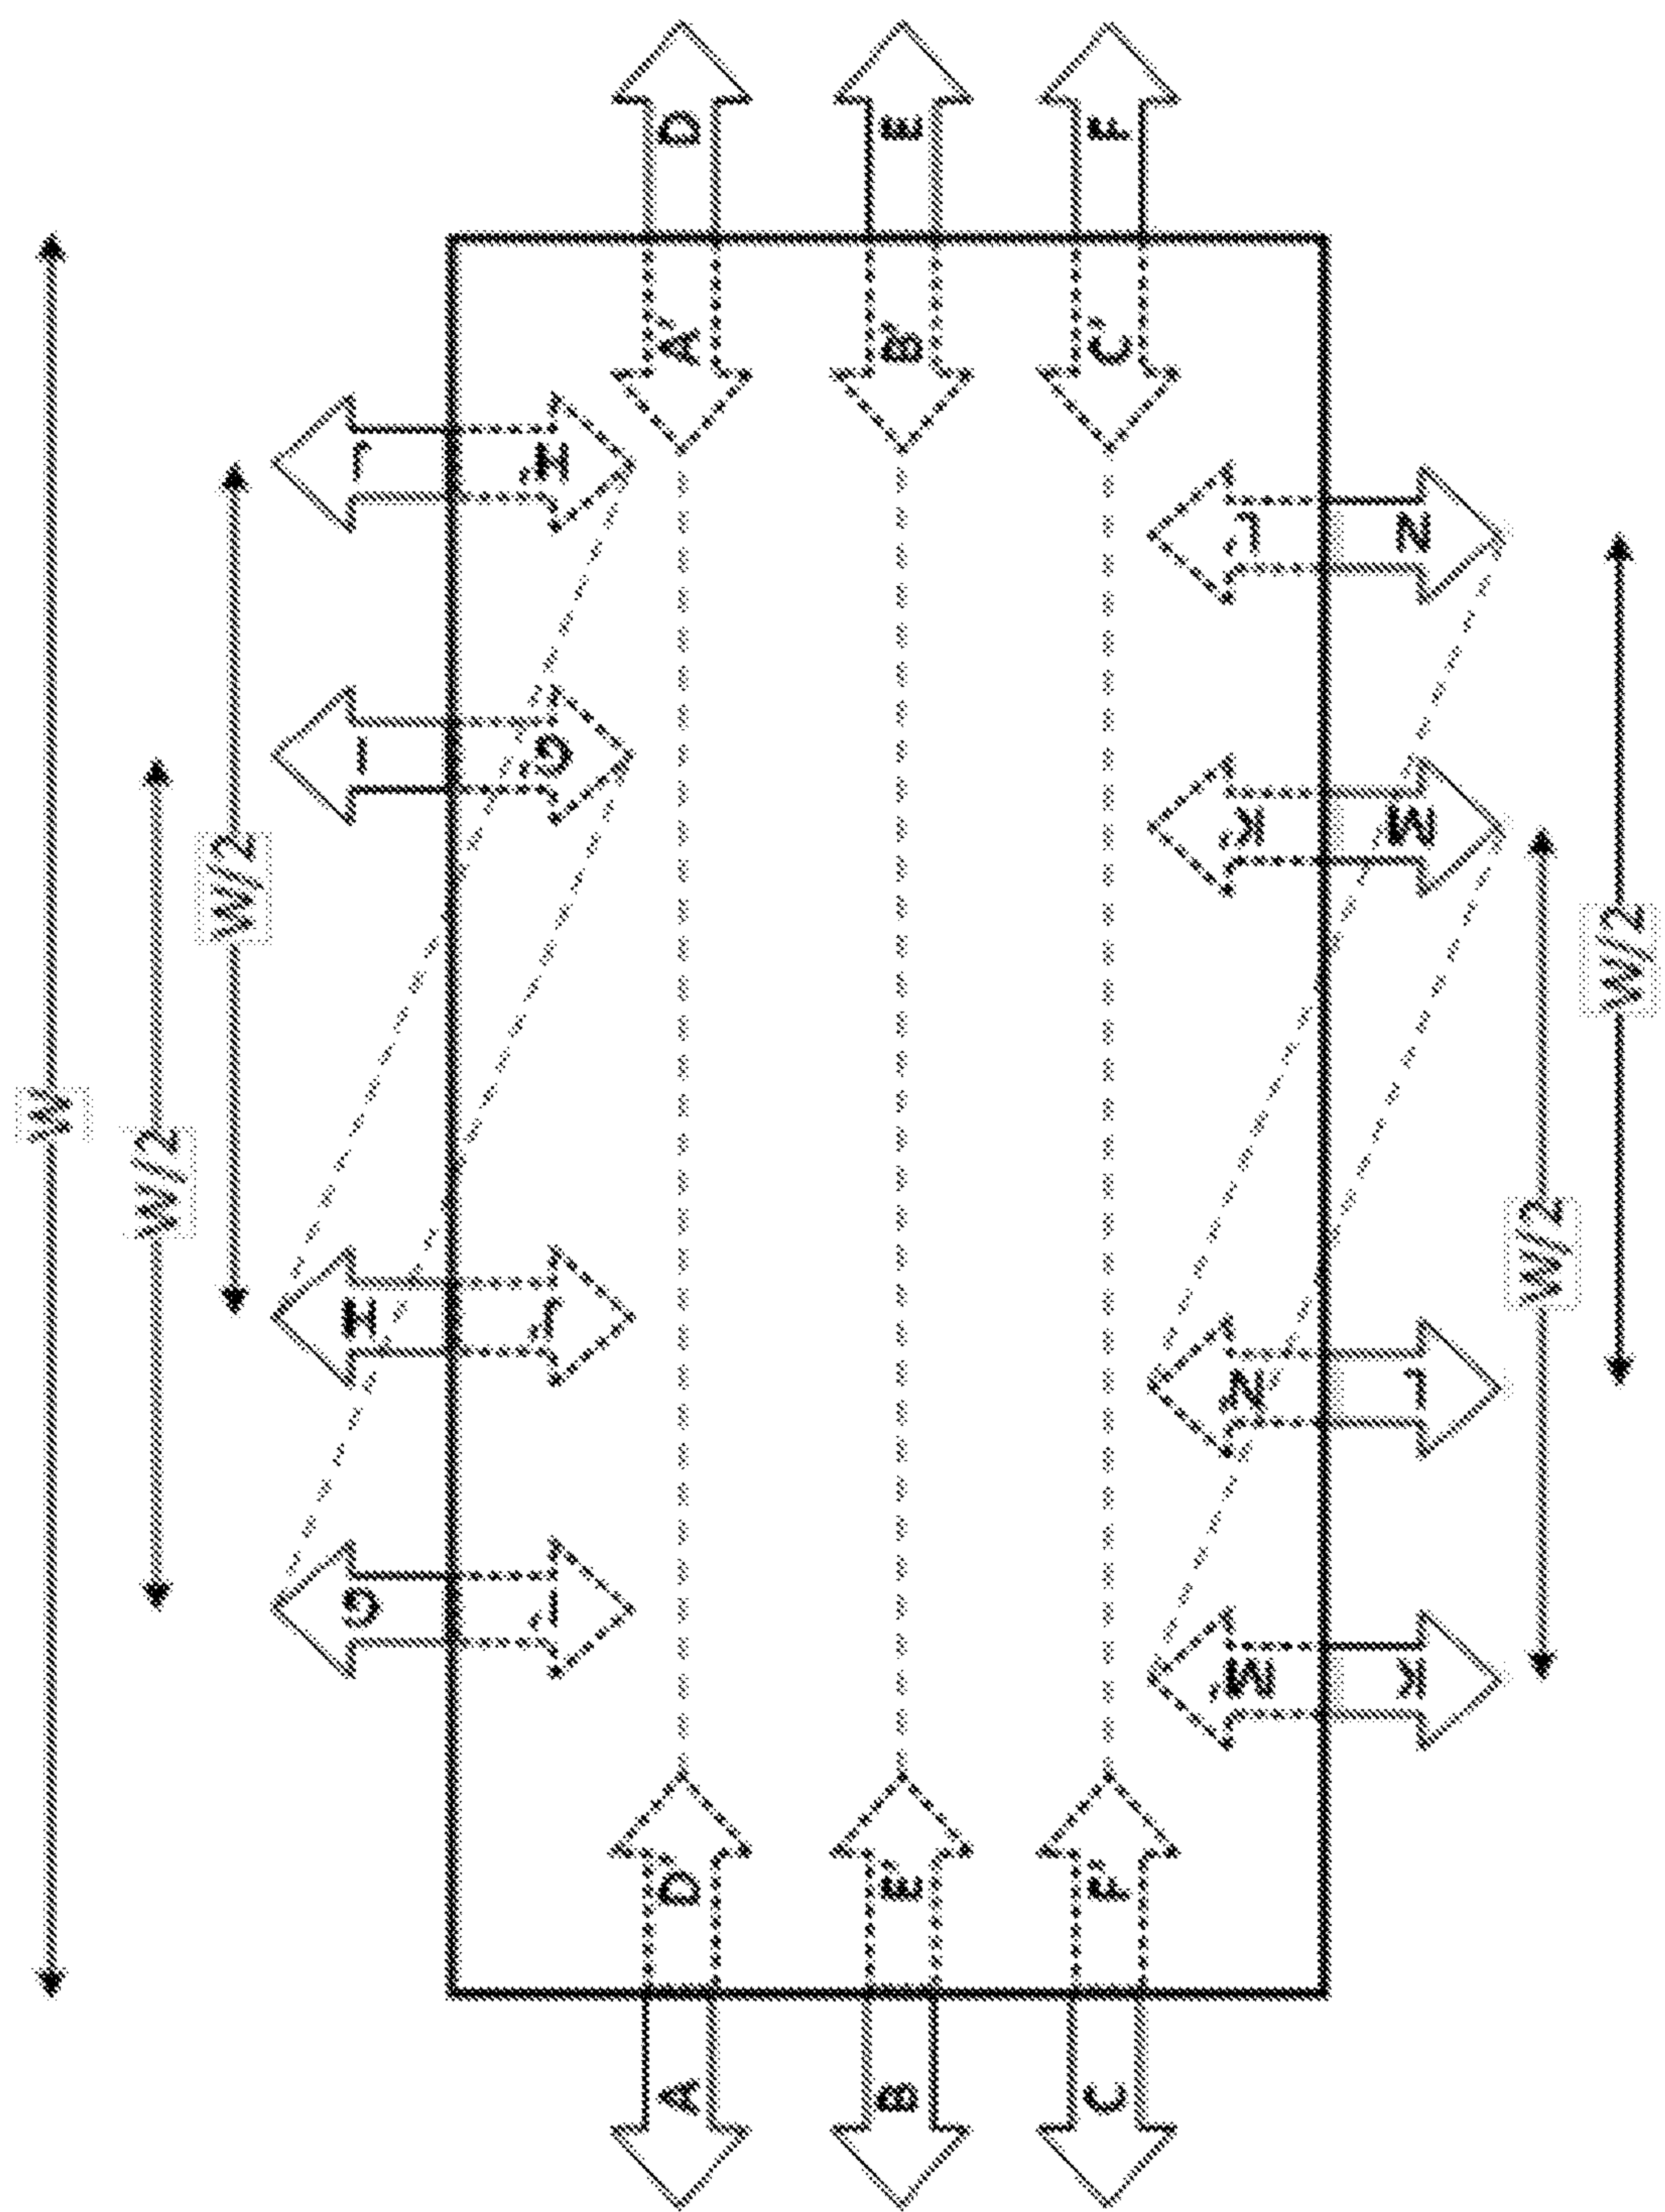 W
W/2
W/2
G H I J
I' J' G' H'
A D' A' D
B E' B' E
C F' C' F
M' N' K' L'
K L M N
W/2
W/2